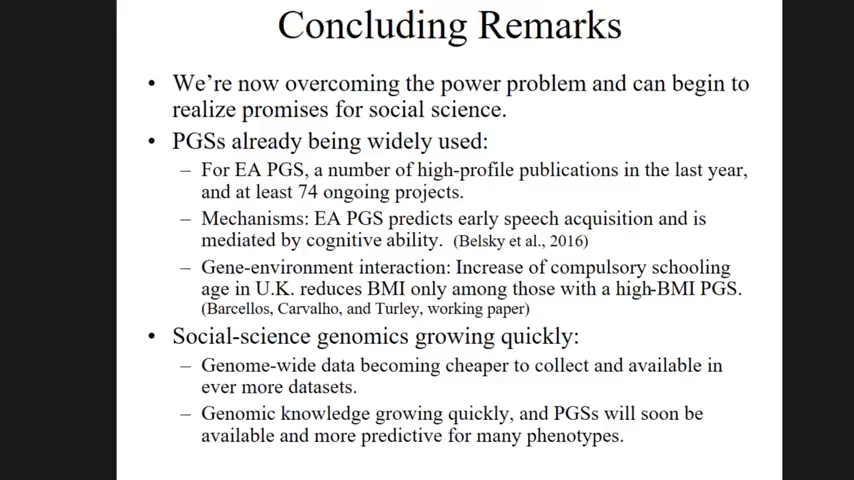 Concluding Remarks
• We're now overcoming the power problem and can begin to
realize promises for social science.
• PGSs already being widely used:
– For EA PGS, a number of high-profile publications in the last year,
and at least 74 ongoing projects.
– Mechanisms: EA PGS predicts early speech acquisition and is
mediated by cognitive ability. (Belsky et al., 2016)
– Gene-environment interaction: Increase of compulsory schooling
age in U.K. reduces BMI only among those with a high-BMI PGS.
(Barcellos, Carvalho, and Turley, working paper)
• Social-science genomics growing quickly:
– Genome-wide data becoming cheaper to collect and available in
ever more datasets.
– Genomic knowledge growing quickly, and PGSs will soon be
available and more predictive for many phenotypes.